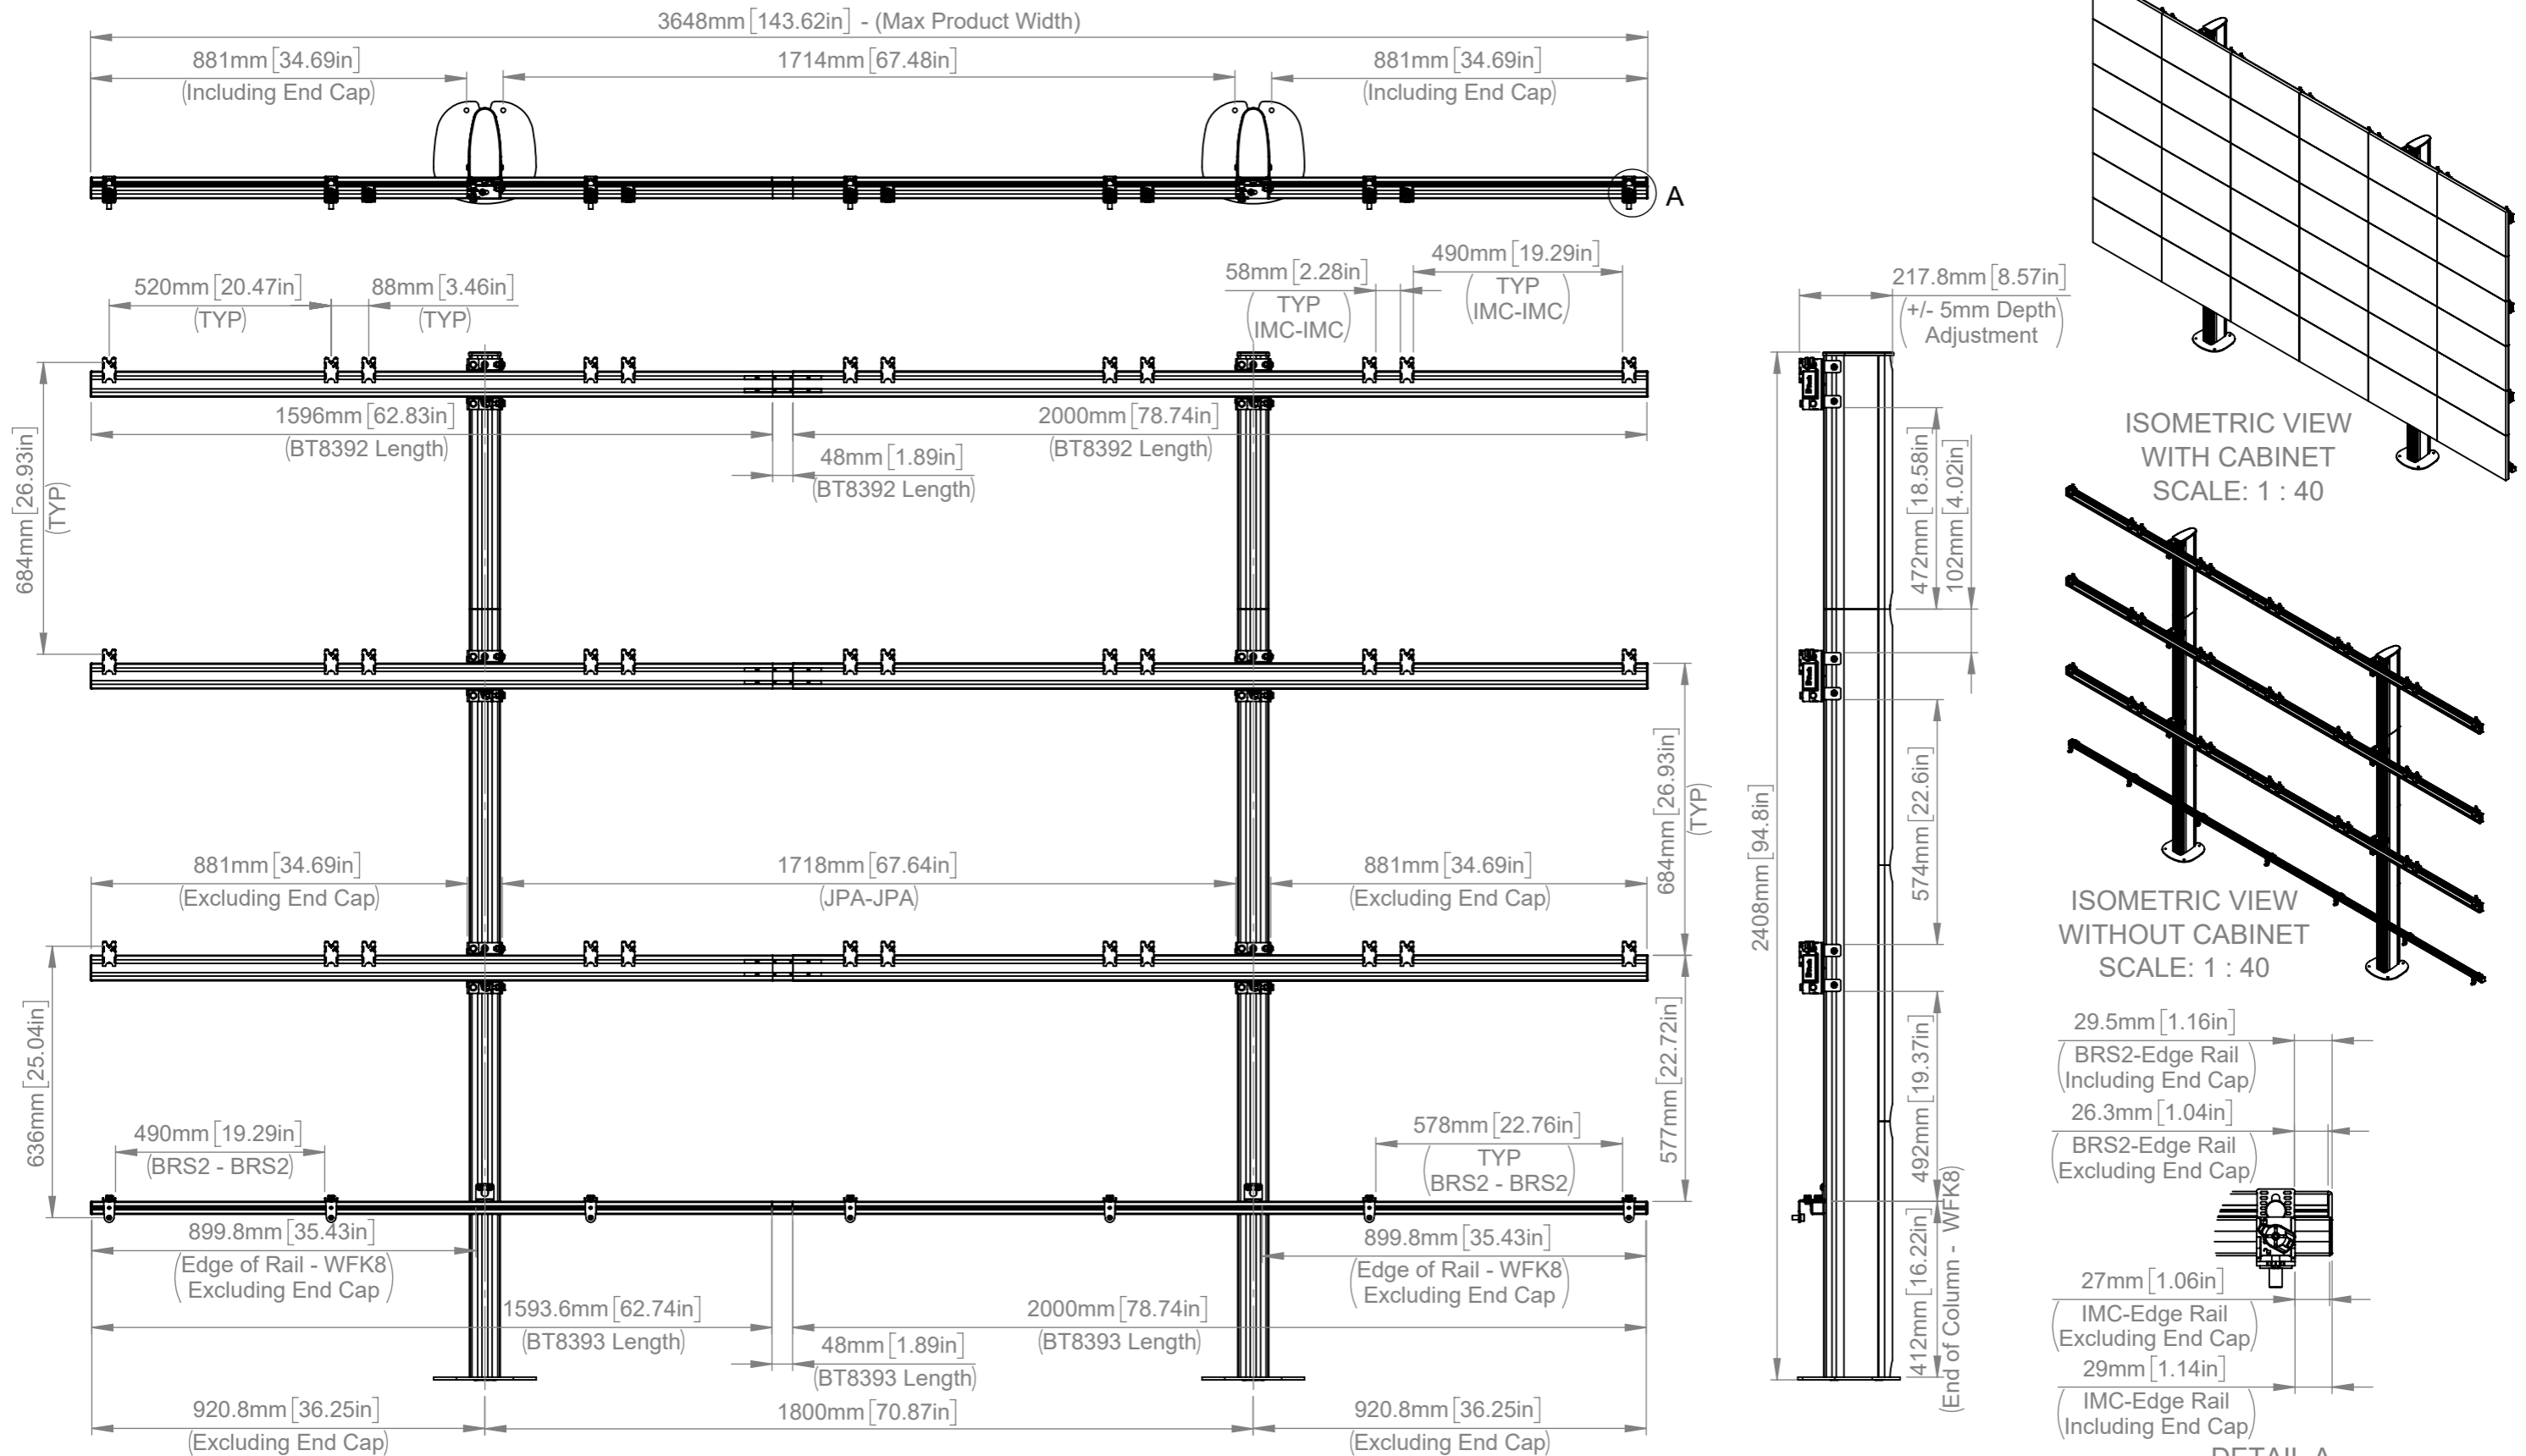 3648mm [143.62in] - (Max Product Width)
881mm [34.69in]
(Including End Cap)
1714mm [67.48in]
881mm [34.69in]
(Including End Cap)
A
520mm [20.47in]
(TYP)
88mm [3.46in]
(TYP)
58mm [2.28in]
(TYP
IMC-IMC)
490mm [19.29in]
(TYP
IMC-IMC)
217.8mm [8.57in]
(+/- 5mm Depth
Adjustment)
684mm [26.93in]
(TYP)
1596mm [62.83in]
(BT8392 Length)
48mm [1.89in]
(BT8392 Length)
2000mm [78.74in]
(BT8392 Length)
472mm [18.58in]
102mm [4.02in]
ISOMETRIC VIEW
WITH CABINET
SCALE: 1 : 40
881mm [34.69in]
(Excluding End Cap)
1718mm [67.64in]
(JPA-JPA)
881mm [34.69in]
(Excluding End Cap)
684mm [26.93in]
(TYP)
2408mm [94.8in]
574mm [22.6in]
ISOMETRIC VIEW
WITHOUT CABINET
SCALE: 1 : 40
636mm [25.04in]
490mm [19.29in]
(BRS2 - BRS2)
578mm [22.76in]
(TYP
BRS2 - BRS2)
577mm [22.72in]
492mm [19.37in]
412mm [16.22in]
(End of Column - WFK8)
899.8mm [35.43in]
(Edge of Rail - WFK8
Excluding End Cap)
899.8mm [35.43in]
(Edge of Rail - WFK8
Excluding End Cap)
1593.6mm [62.74in]
(BT8393 Length)
48mm [1.89in]
(BT8393 Length)
2000mm [78.74in]
(BT8393 Length)
920.8mm [36.25in]
(Excluding End Cap)
1800mm [70.87in]
920.8mm [36.25in]
(Excluding End Cap)
29.5mm [1.16in]
(BRS2-Edge Rail
Including End Cap)
26.3mm [1.04in]
(BRS2-Edge Rail
Excluding End Cap)
27mm [1.06in]
(IMC-Edge Rail
Excluding End Cap)
29mm [1.14in]
(IMC-Edge Rail
Including End Cap)
DETAIL A